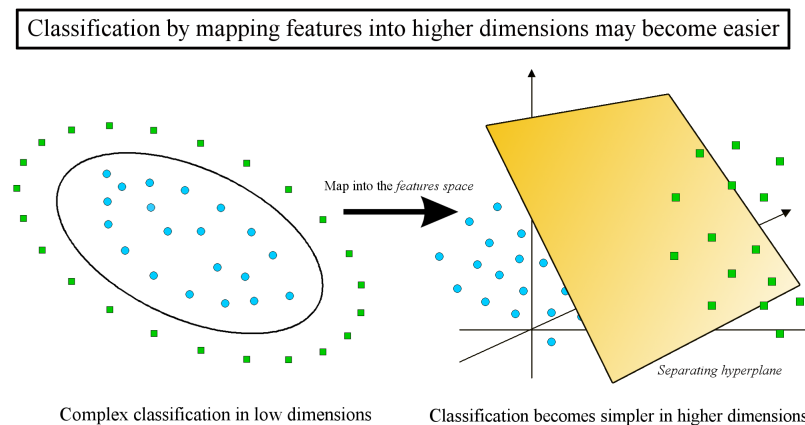 Classification by mapping features into higher dimensions may become easier
Map into the features space
Separating hyperplane
Complex classification in low dimensions
Classification becomes simpler in higher dimensions